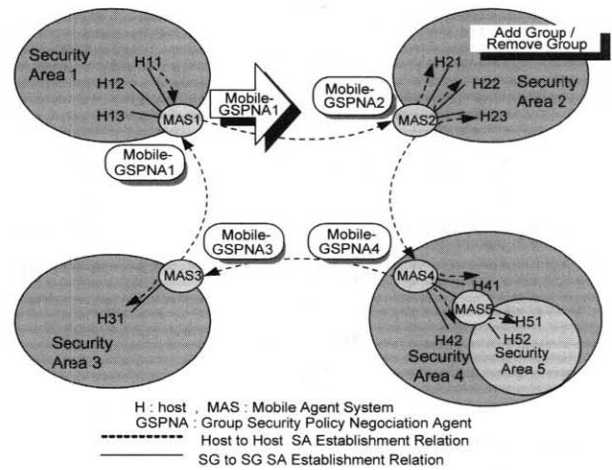 Security
Area 1
H11
H12
H13
MAS1
Mobile-
GSPNA1
Mobile-
GSPNA1
Mobile-
GSPNA2
Add Group /
Remove Group
H21
H22
H23
Security
Area 2
MAS2
Mobile-
GSPNA3
Mobile-
GSPNA4
MAS3
H31
Security
Area 3
MAS4
H41
MAS5
H51
H52
H42
Security
Area 4
Security
Area 5
H : host , MAS : Mobile Agent System
GSPNA : Group Security Policy Negociation Agent
Host to Host SA Establishment Relation
SG to SG SA Establishment Relation